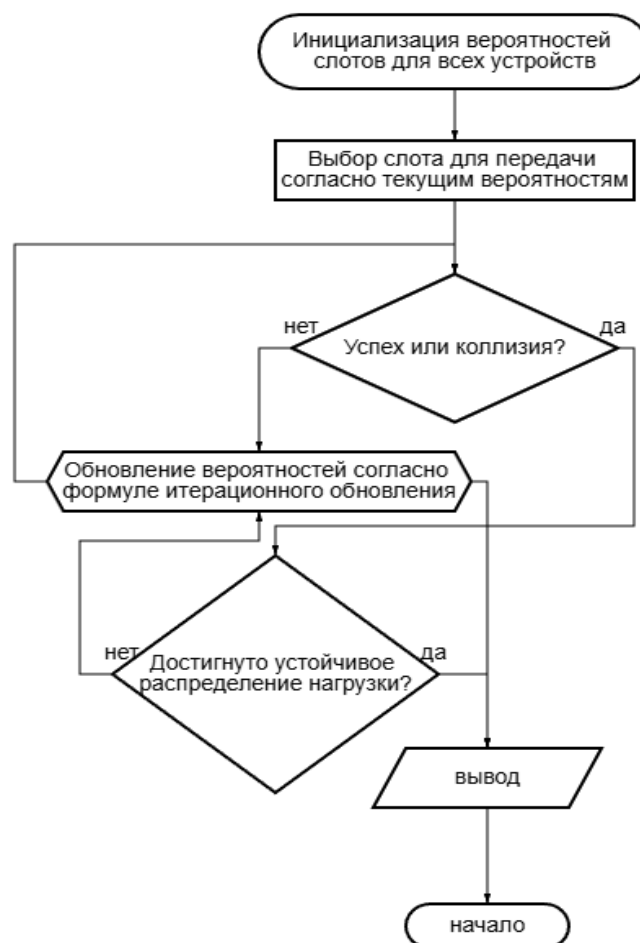 Инициализация вероятностей
слотов для всех устройств
Выбор слота для передачи
согласно текущим вероятностям
нет
да
Успех или коллизия?
Обновление вероятностей согласно
формуле итерационного обновления
нет
да
Достигнуто устойчивое
распределение нагрузки?
вывод
начало